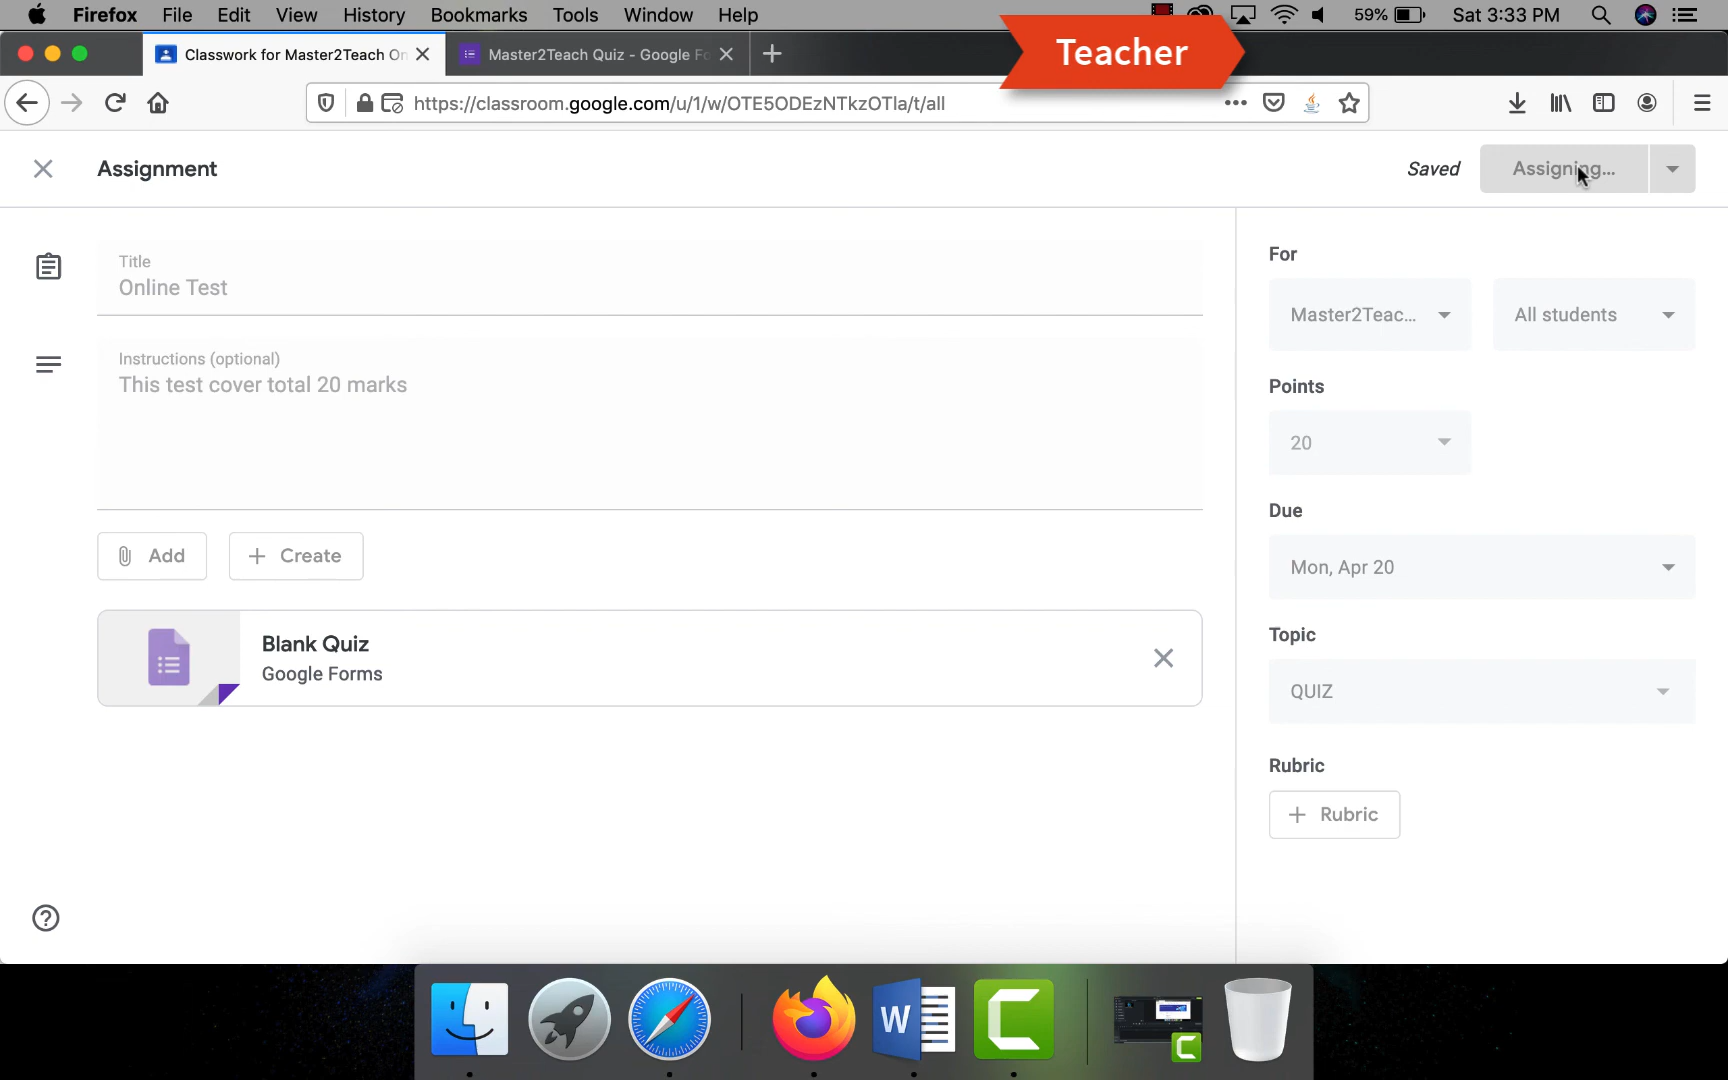 Firefox File Edit View History Bookmarks Tools Window Help 59% Sat 3:33 PM
Teacher
Classwork for Master2Teach On
Master2Teach Quiz - Google Fo
https://classroom.google.com/u/1/w/OTE5ODEzNTkzOTla/t/all
Assignment
Saved
Assigning...
Title
Online Test
Instructions (optional)
This test cover total 20 marks
Add
Create
Blank Quiz
Google Forms
For
Master2Teac...
All students
Points
20
Due
Mon, Apr 20
Topic
QUIZ
Rubric
Rubric